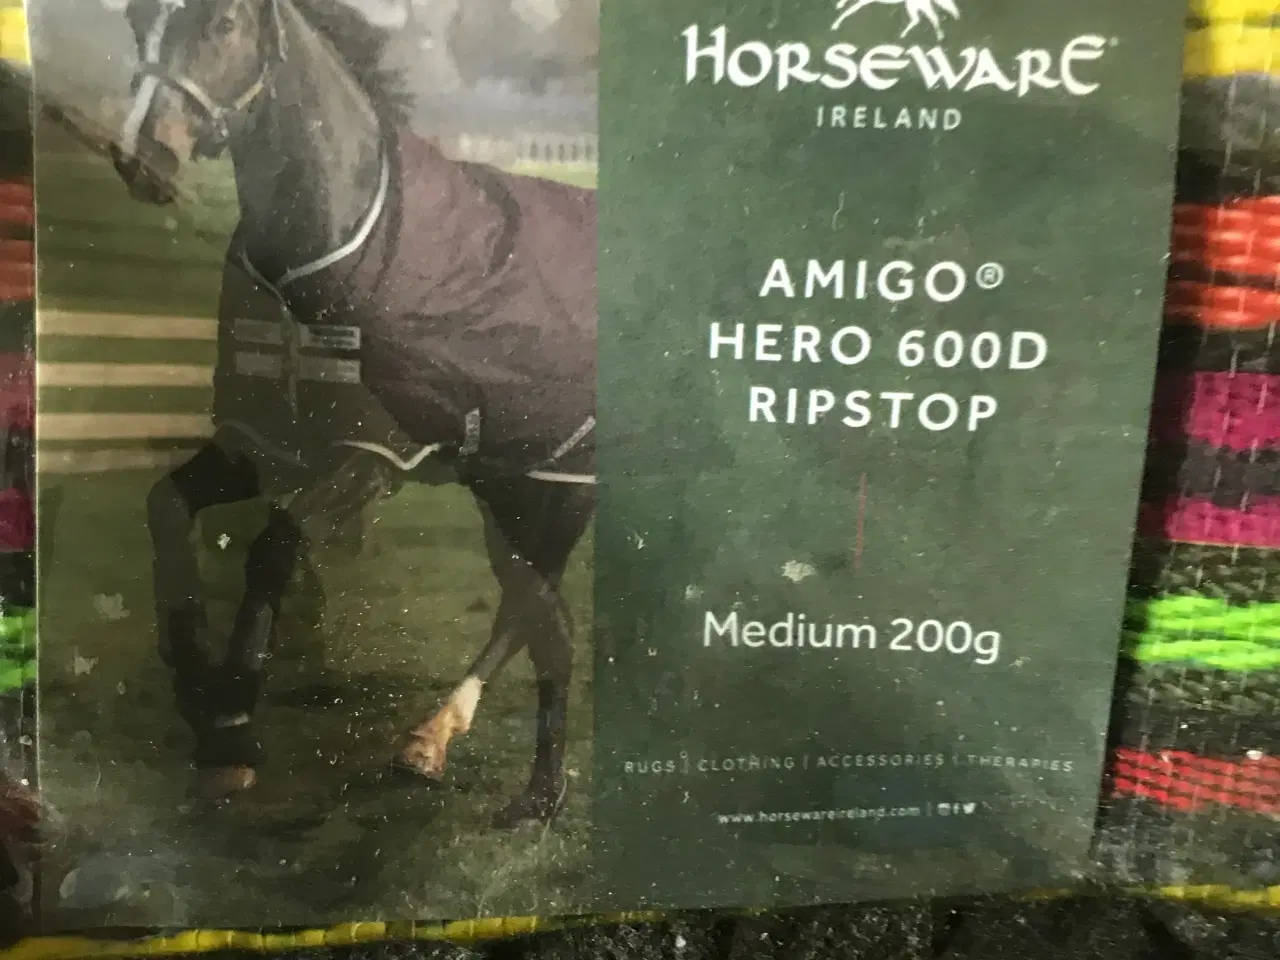 HORSEWARE®
IRELAND
AMIGO®
HERO 600D
RIPSTOP
Medium 200g
RUGS | CLOTHING | ACCESSORIES | THERAPIES
www.horsewareireland.com |